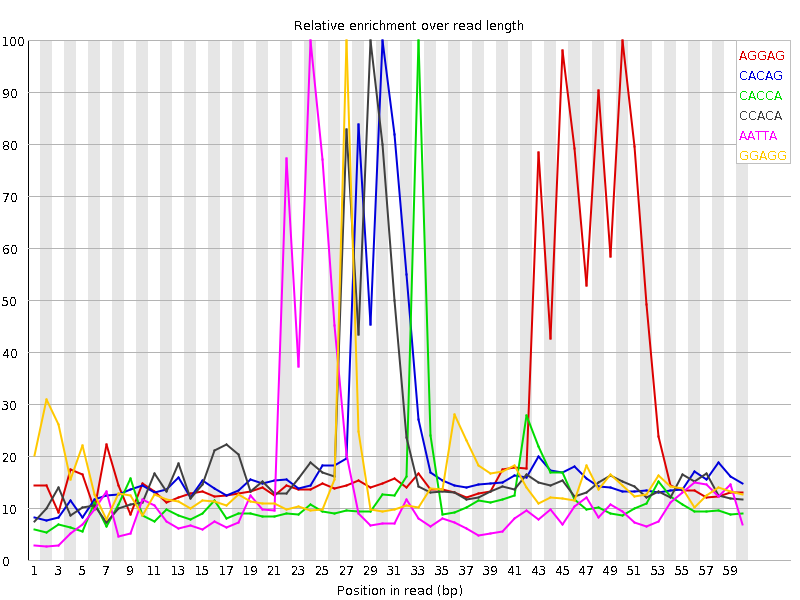 Relative enrichment over read length
100
90
80
70
60
50
40
30
20
10
0
AGGAG
CACAG
CACCA
CCACA
AATTA
GGAGG
1 3 5 7 9 11 13 15 17 19 21 23 25 27 29 31 33 35 37 39 41 43 45 47 49 51 53 55 57 59
Position in read (bp)